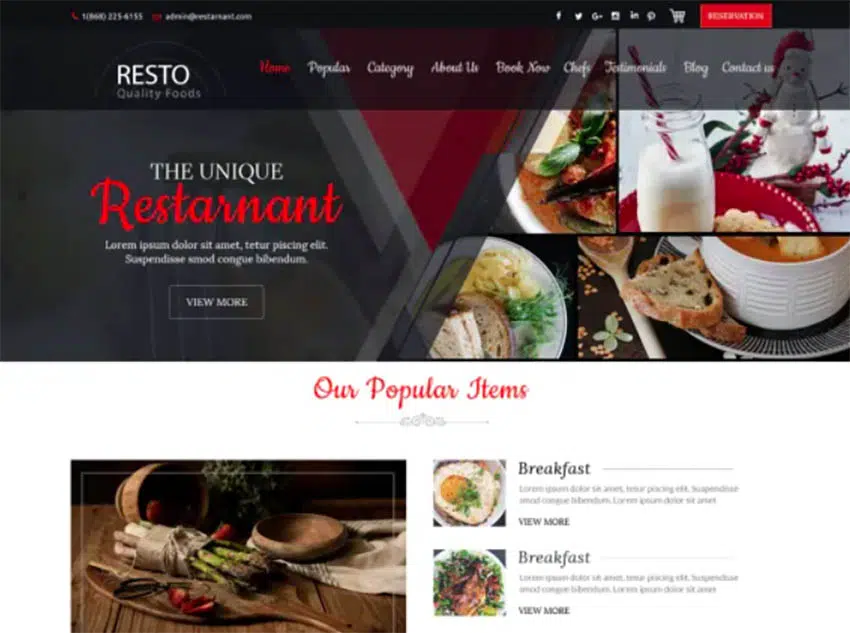 1(868) 225-6155 admin@restarnant.com RESERVATION
RESTO
Quality Foods
Home Popular Category About Us Book Now Chefs Testimonials Blog Contact us
THE UNIQUE
Restarnant
Lorem ipsum dolor sit amet, tetur piscing elit.
Suspendisse smod congue bibendum.
VIEW MORE
Our Popular Items
Breakfast
Lorem ipsum dolor sit amet, tetur piscing elit. Suspendisse
smod congue bibendum. Lorem ipsum dolor sit amet
VIEW MORE
Breakfast
Lorem ipsum dolor sit amet, tetur piscing elit. Suspendisse
smod congue bibendum. Lorem ipsum dolor sit amet
VIEW MORE